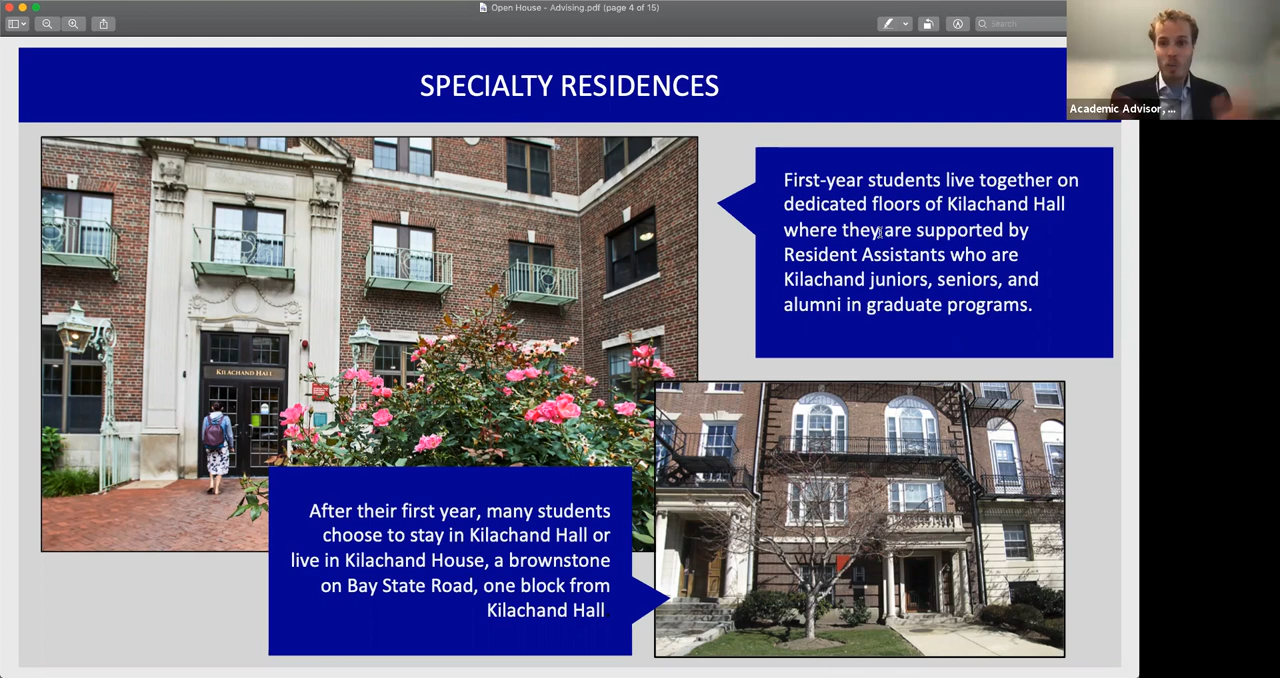 Open House - Advising.pdf (page 4 of 15)
Search
Academic Advisor, ...
SPECIALTY RESIDENCES
First-year students live together on
dedicated floors of Kilachand Hall
where they are supported by
Resident Assistants who are
Kilachand juniors, seniors, and
alumni in graduate programs.
KILACHAND HALL
After their first year, many students
choose to stay in Kilachand Hall or
live in Kilachand House, a brownstone
on Bay State Road, one block from
Kilachand Hall